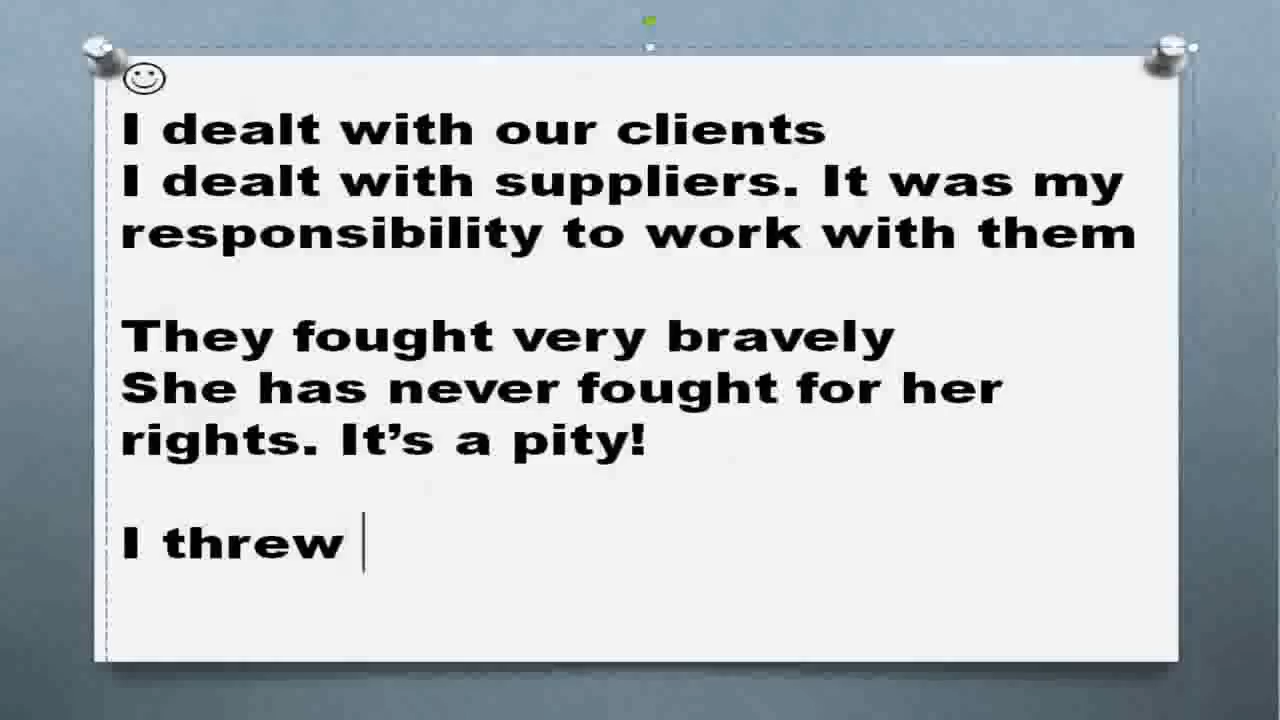 I dealt with our clients
I dealt with suppliers. It was my
responsibility to work with them
They fought very bravely
She has never fought for her
rights. It’s a pity!
I threw